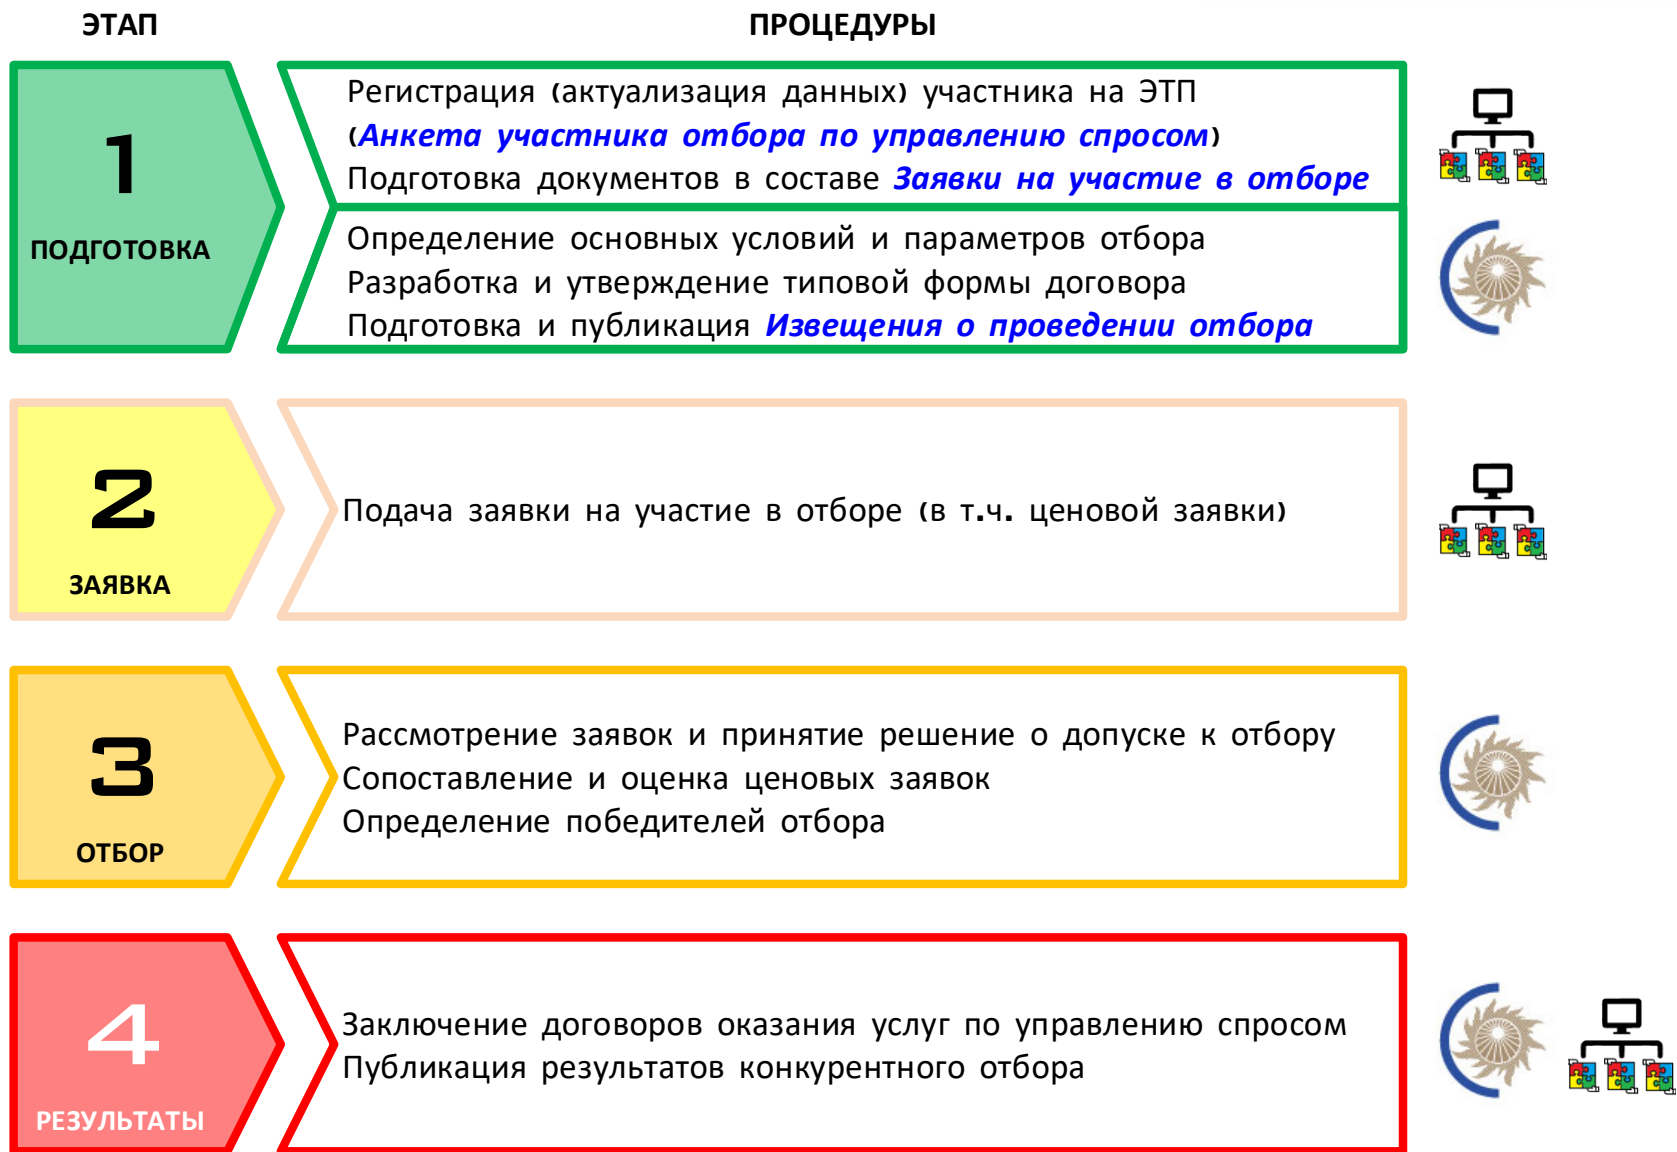 ЭТАП
ПРОЦЕДУРЫ
1
ПОДГОТОВКА
Регистрация (актуализация данных) участника на ЭТП
(Анкета участника отбора по управлению спросом)
Подготовка документов в составе Заявки на участие в отборе
Определение основных условий и параметров отбора
Разработка и утверждение типовой формы договора
Подготовка и публикация Извещения о проведении отбора
2
ЗАЯВКА
Подача заявки на участие в отборе (в т.ч. ценовой заявки)
3
ОТБОР
Рассмотрение заявок и принятие решение о допуске к отбору
Сопоставление и оценка ценовых заявок
Определение победителей отбора
4
РЕЗУЛЬТАТЫ
Заключение договоров оказания услуг по управлению спросом
Публикация результатов конкурентного отбора